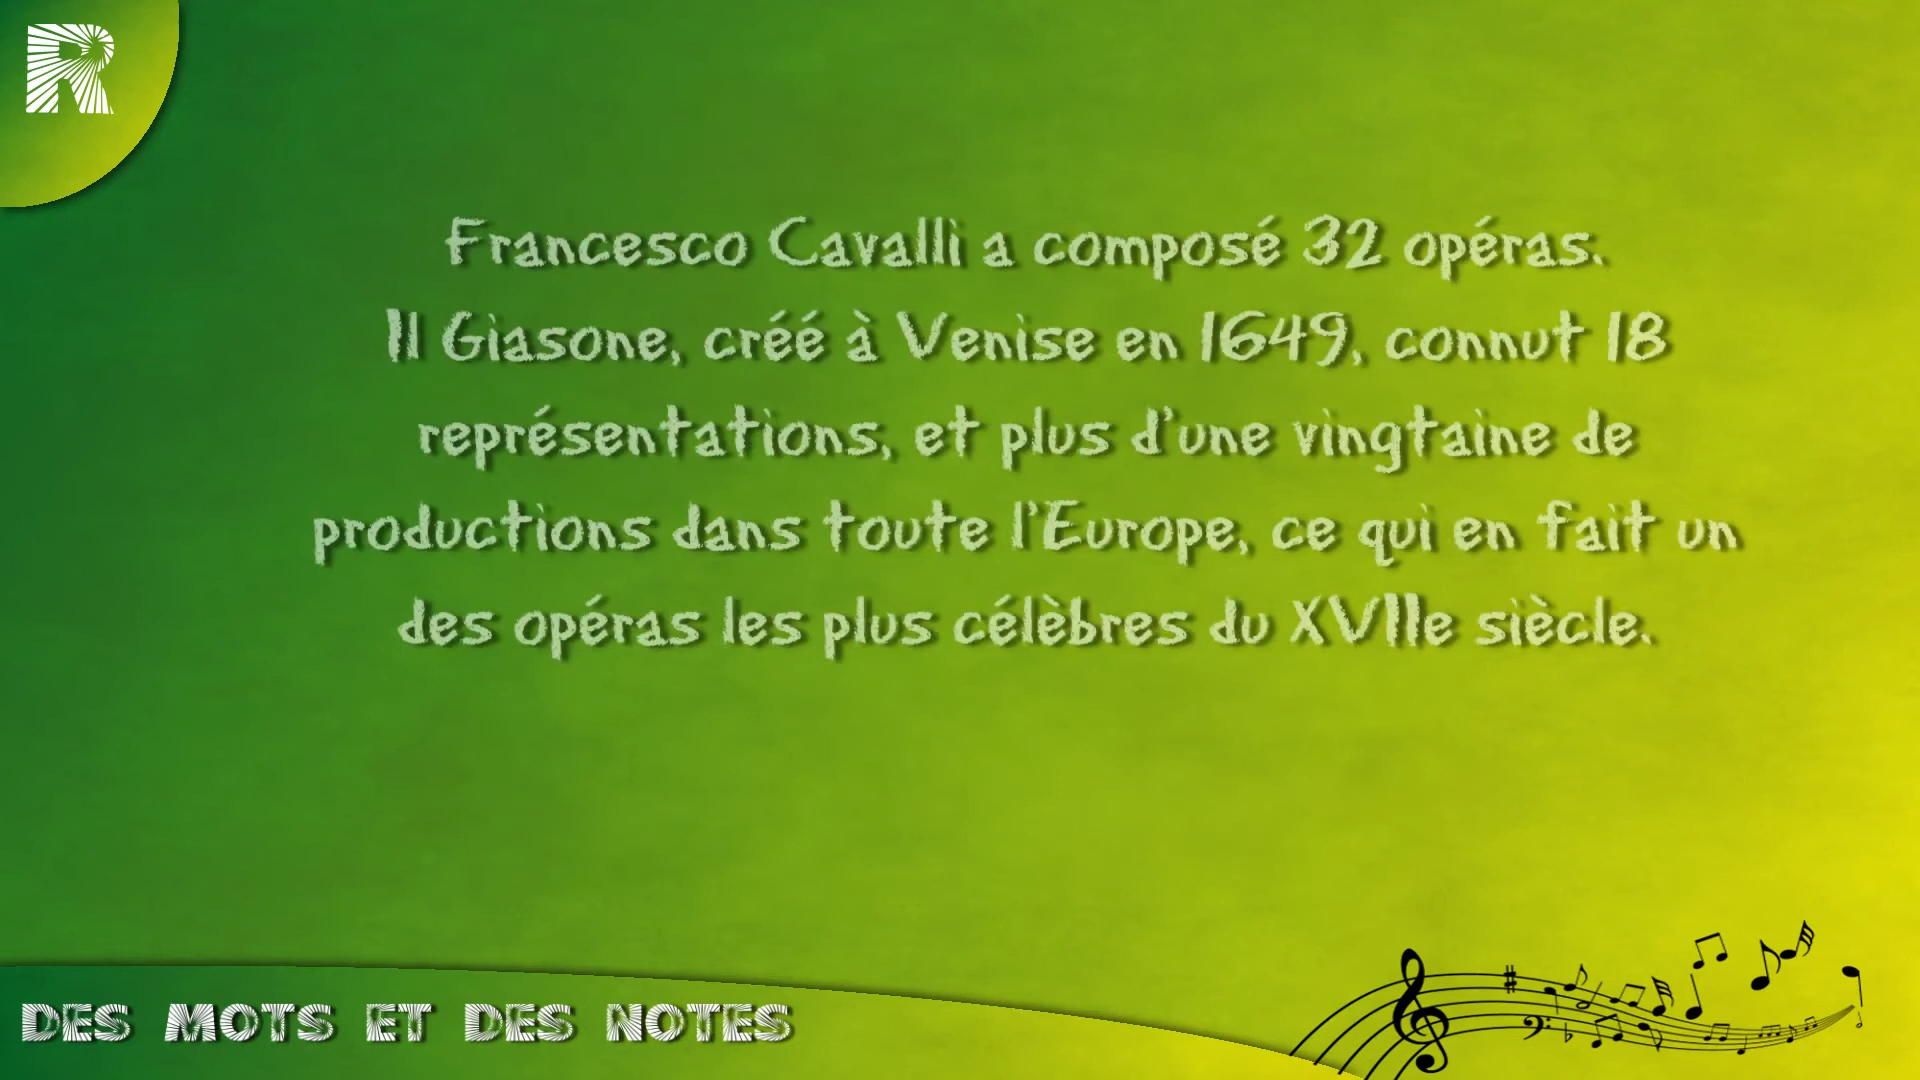 R
Francesco Cavalli a composé 32 opéras.
Il Giasone, créé à Venise en 1649, connut 18
représentations, et plus d'une vingtaine de
productions dans toute l'Europe, ce qui en fait un
des opéras les plus célèbres du XVIIe siècle.
DES MOTS ET DES NOTES